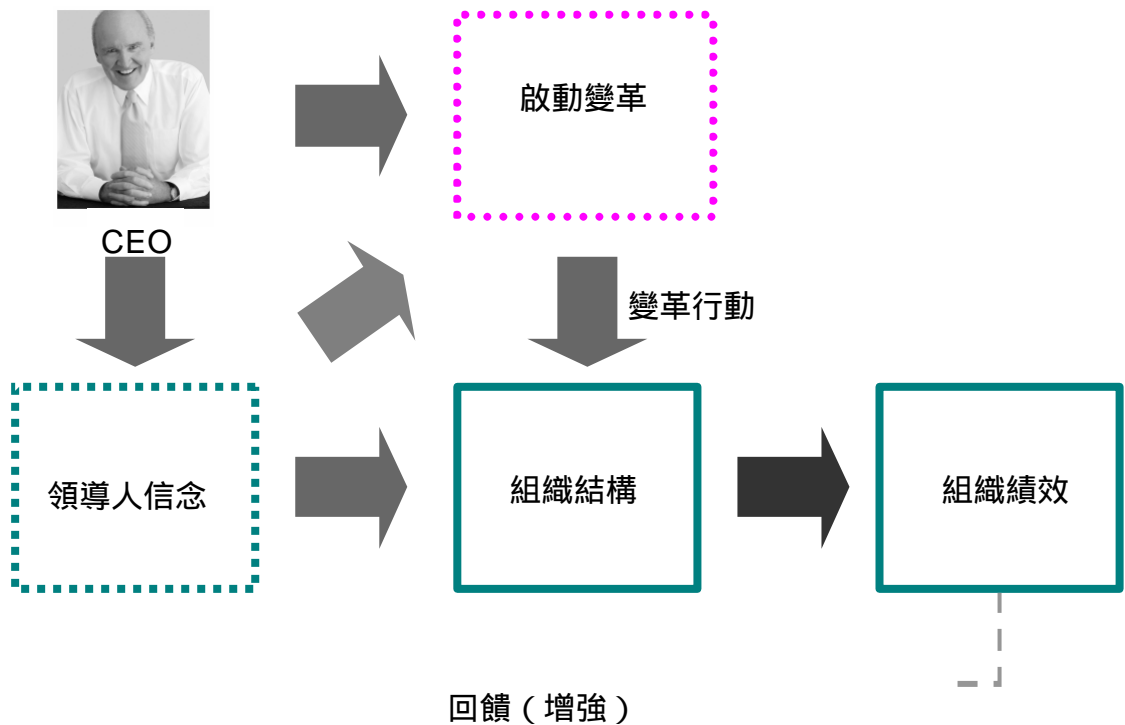 啟動變革
CEO
變革行動
領導人信念
組織結構
組織績效
回饋（增強）